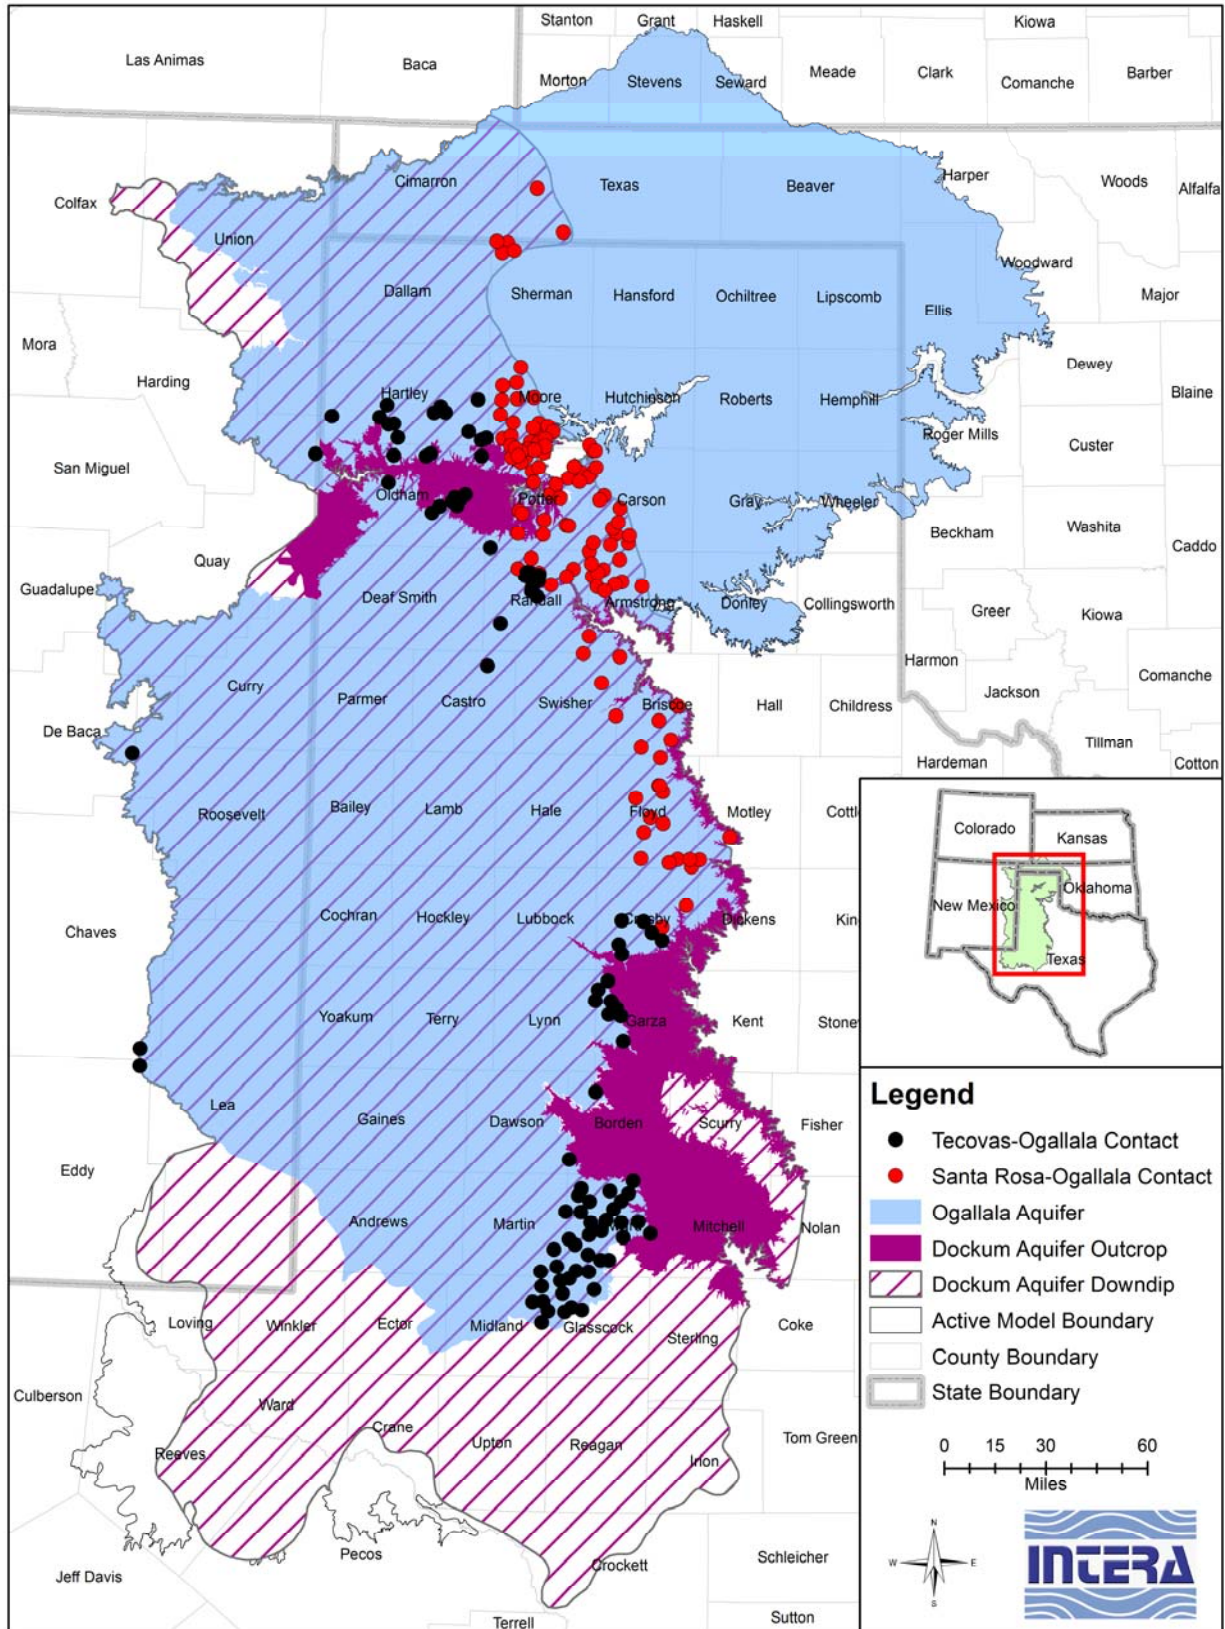 Stanton Grant Haskell Kiowa
Las Animas Baca
Morton Stevens Seward Meade Clark Comanche Barber
Colfax Cimarron Texas Beaver Harper Woods Alfalfa
Union
Woodward
Dallam Sherman Hansford Ochiltree Lipscomb Ellis Major
Mora
Harding Dewey
Hartley Moore Hutchinson Roberts Hemphill Blaine
Roger Mills
San Miguel Custer
Oldham Potter Carson Gray Wheeler
Beckham Washita
Quay Caddo
Guadalupe Deaf Smith Randall Armstrong Donley Collingsworth Greer Kiowa
Harmon
Curry Parmer Castro Swisher Briscoe Hall Childress Jackson Comanche
De Baca Tillman
Hardeman Cotton
Roosevelt Bailey Lamb Hale Floyd Motley Cottl
Chaves Cochran Hockley Lubbock Crosby Dickens Kin
Yoakum Terry Lynn Garza Kent Stone
Lea Gaines Dawson Borden Scurry Fisher
Eddy
Andrews Martin Mitchell Nolan
Loving Winkler Ector Midland Glasscock Sterling Coke
Culberson Ward
Reeves Crane Upton Reagan Irion Tom Green
Pecos Crockett Schleicher
Jeff Davis
Terrell Sutton
Colorado Kansas
New Mexico Oklahoma
Texas
Legend
Tecovas-Ogallala Contact
Santa Rosa-Ogallala Contact
Ogallala Aquifer
Dockum Aquifer Outcrop
Dockum Aquifer Downdip
Active Model Boundary
County Boundary
State Boundary
0 15 30 60
Miles
N
W E
S
INTERA